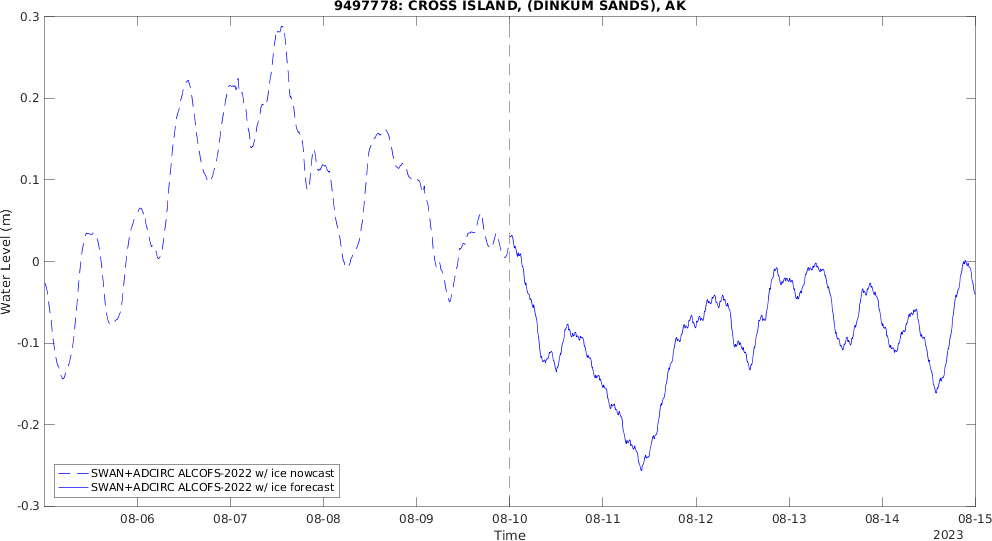 9497778: CROSS ISLAND, (DINKUM SANDS), AK
0.3
0.2
0.1
0
-0.1
-0.2
-0.3
Water Level (m)
SWAN+ADCIRC ALCOFS-2022 w/ ice nowcast
SWAN+ADCIRC ALCOFS-2022 w/ ice forecast
08-06 08-07 08-08 08-09 08-10 08-11 08-12 08-13 08-14 08-15
Time
2023